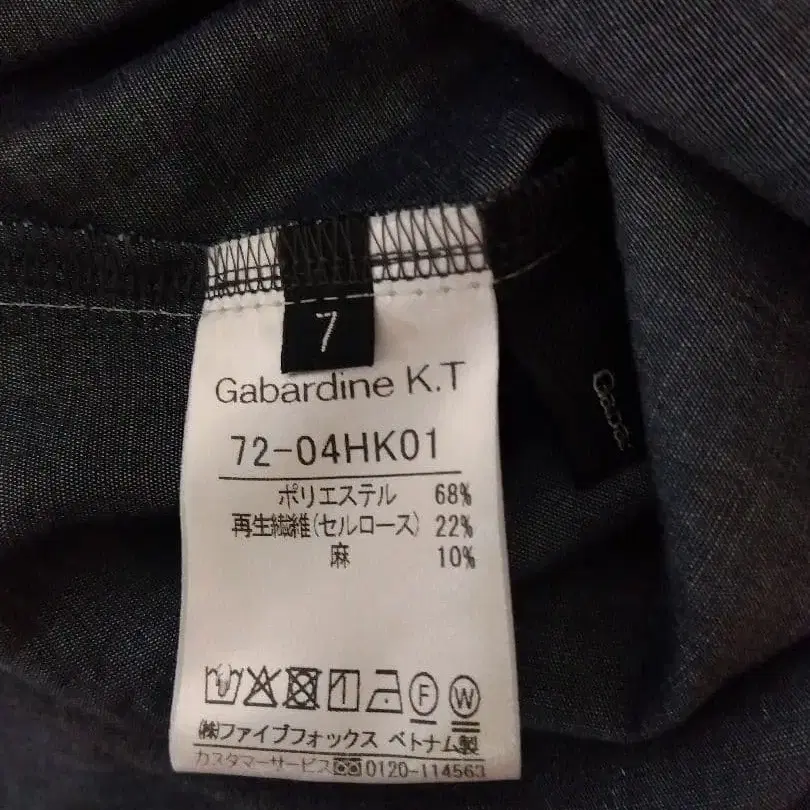 7
Gabardine K.T
72-04HK01
ポリエステル 68%
再生繊維(セルロース) 22%
麻 10%
F W
㈱ファイブフォックス ベトナム製
カスタマーサービス 0120-114563